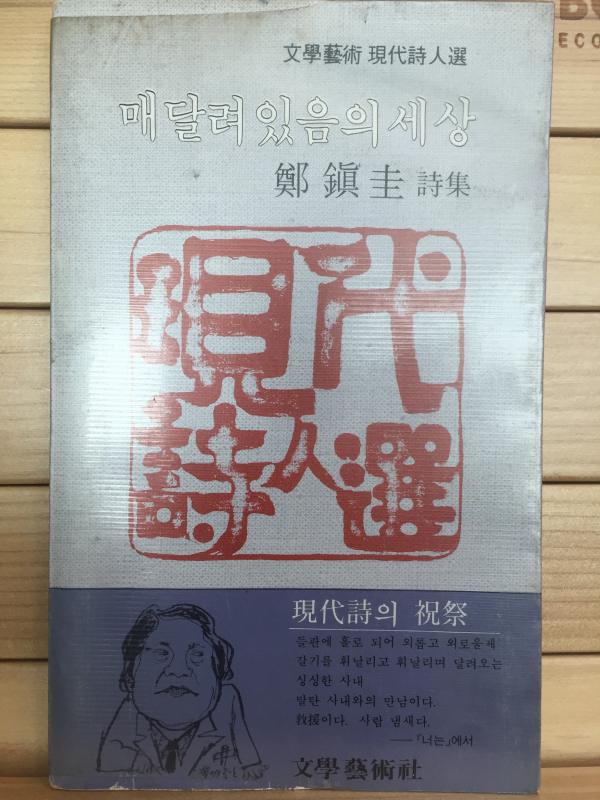 文學藝術 現代詩人選
매달려있음의세상
鄭鎭圭 詩集
現代
詩人選
現代詩의 祝祭
들판에 홀로 되어 외롭고 외로울제
갈기를 휘날리고 휘날리며 달려오는
싱싱한 사내
말탄 사내와의 만남이다.
救援이다. 사람 냄새다.
——「너는」에서
文學藝術社
ECO